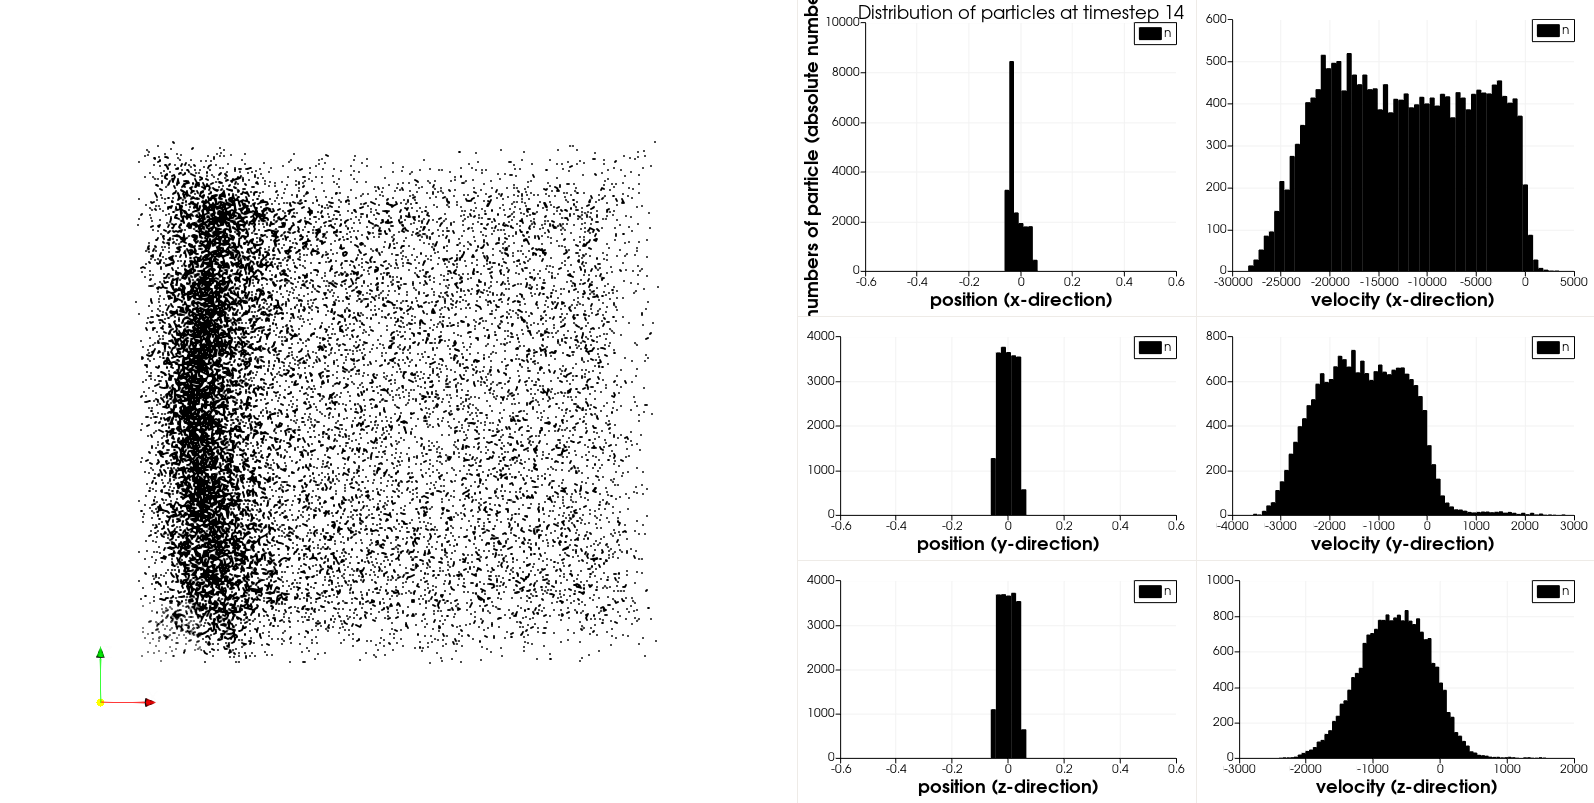 Distribution of particles at timestep 14
numbers of particle (absolute numbe
10000
8000
6000
4000
2000
0
-0.6 -0.4 -0.2 0 0.2 0.4 0.6
position (x-direction)
n
600
500
400
300
200
100
0
-30000 -25000 -20000 -15000 -10000 -5000 0 5000
velocity (x-direction)
n
4000
3000
2000
1000
0
-0.6 -0.4 -0.2 0 0.2 0.4 0.6
position (y-direction)
n
800
600
400
200
0
-4000 -3000 -2000 -1000 0 1000 2000 3000
velocity (y-direction)
n
4000
3000
2000
1000
0
-0.6 -0.4 -0.2 0 0.2 0.4 0.6
position (z-direction)
n
1000
800
600
400
200
0
-3000 -2000 -1000 0 1000 2000
velocity (z-direction)
n